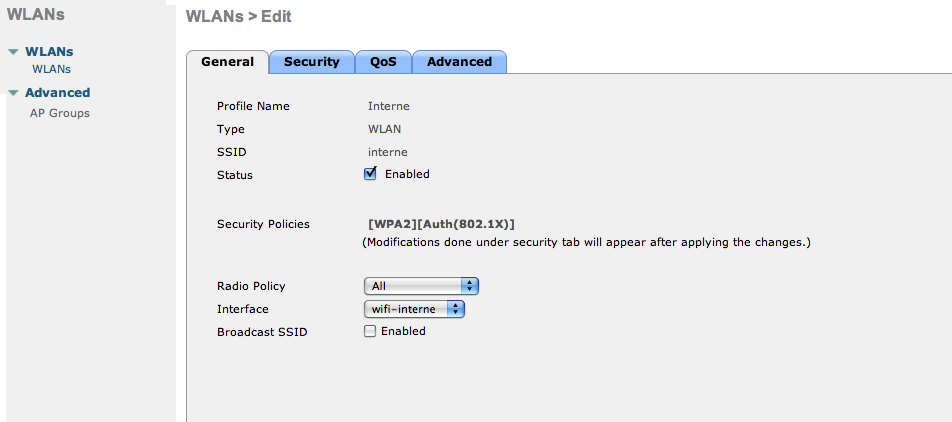 WLANs
WLANs
WLANs
Advanced
AP Groups
WLANs > Edit
General Security QoS Advanced
Profile Name Interne
Type WLAN
SSID interne
Status Enabled
Security Policies [WPA2][Auth(802.1X)]
(Modifications done under security tab will appear after applying the changes.)
Radio Policy All
Interface wifi-interne
Broadcast SSID Enabled